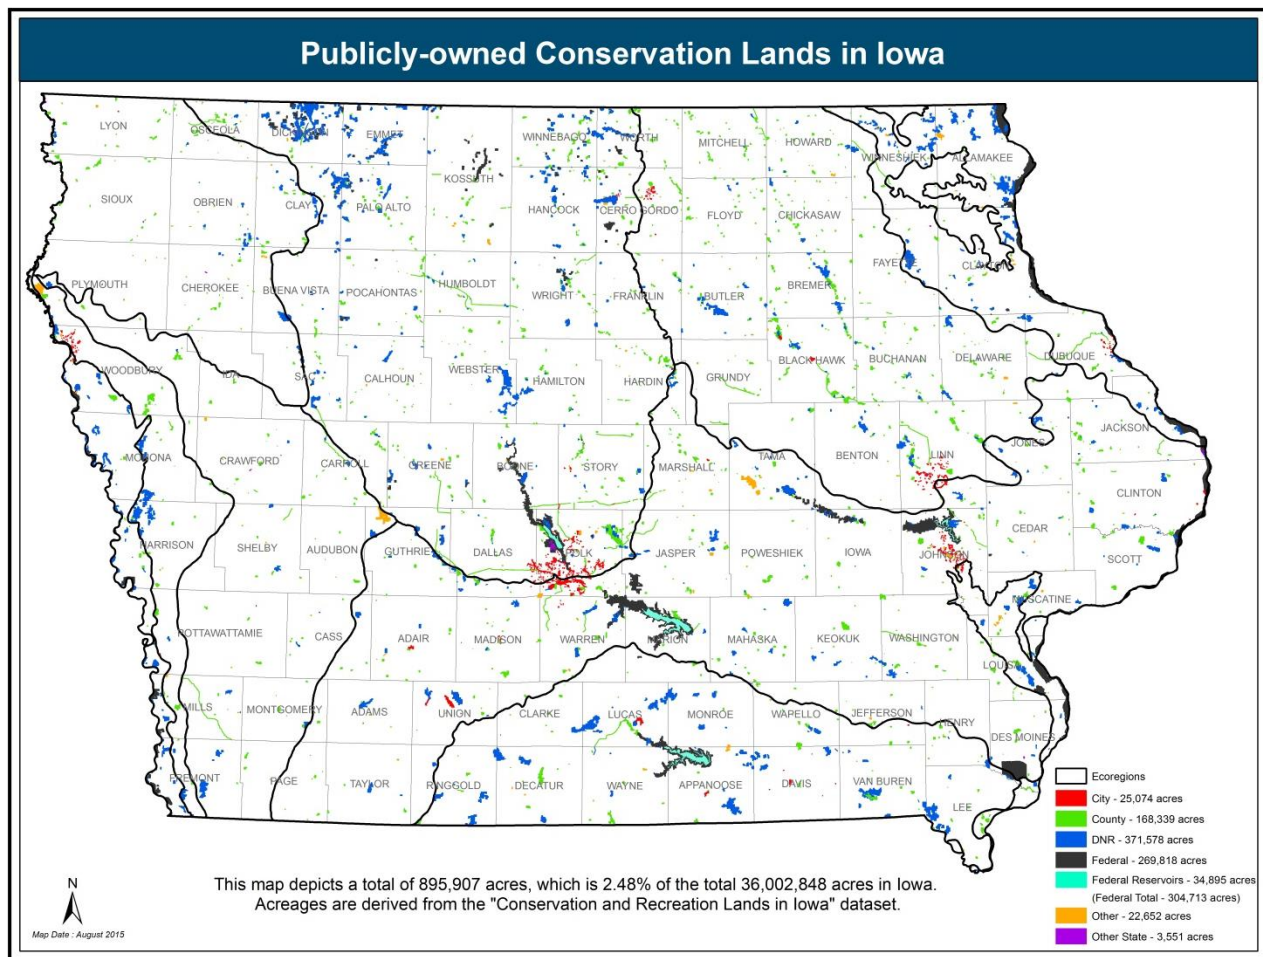 Publicly-owned Conservation Lands in Iowa
LYON
OSCEOLA
DICKINSON
EMMET
WINNEBAGO
WORTH
MITCHELL
HOWARD
WINNESHIEK
ALLAMAKEE
KOSSUTH
SIOUX
OBRIEN
CLAY
PALO ALTO
HANCOCK
CERRO GORDO
FLOYD
CHICKASAW
FAYETTE
CLAYTON
PLYMOUTH
CHEROKEE
BUENA VISTA
POCAHONTAS
HUMBOLDT
WRIGHT
FRANKLIN
BUTLER
BREMER
WOODBURY
IDA
SAC
CALHOUN
WEBSTER
HAMILTON
HARDIN
GRUNDY
BLACK HAWK
BUCHANAN
DELAWARE
DUBUQUE
MONONA
CRAWFORD
CARROLL
GREENE
BOONE
STORY
MARSHALL
TAMA
BENTON
LINN
JONES
JACKSON
CLINTON
HARRISON
SHELBY
AUDUBON
GUTHRIE
DALLAS
POLK
JASPER
POWESHIEK
IOWA
JOHNSON
CEDAR
SCOTT
MUSCATINE
POTTAWATTAMIE
CASS
ADAIR
MADISON
WARREN
MARION
MAHASKA
KEOKUK
WASHINGTON
LOUISA
MILLS
MONTGOMERY
ADAMS
UNION
CLARKE
LUCAS
MONROE
WAPELLO
JEFFERSON
HENRY
DES MOINES
FREMONT
PAGE
TAYLOR
RINGGOLD
DECATUR
WAYNE
APPANOOSE
DAVIS
VAN BUREN
LEE
Ecoregions
City - 25,074 acres
County - 168,339 acres
DNR - 371,578 acres
Federal - 269,818 acres
Federal Reservoirs - 34,895 acres
(Federal Total - 304,713 acres)
Other - 22,652 acres
Other State - 3,551 acres
This map depicts a total of 895,907 acres, which is 2.48% of the total 36,002,848 acres in Iowa.
Acreages are derived from the "Conservation and Recreation Lands in Iowa" dataset.
N
Map Date : August 2015